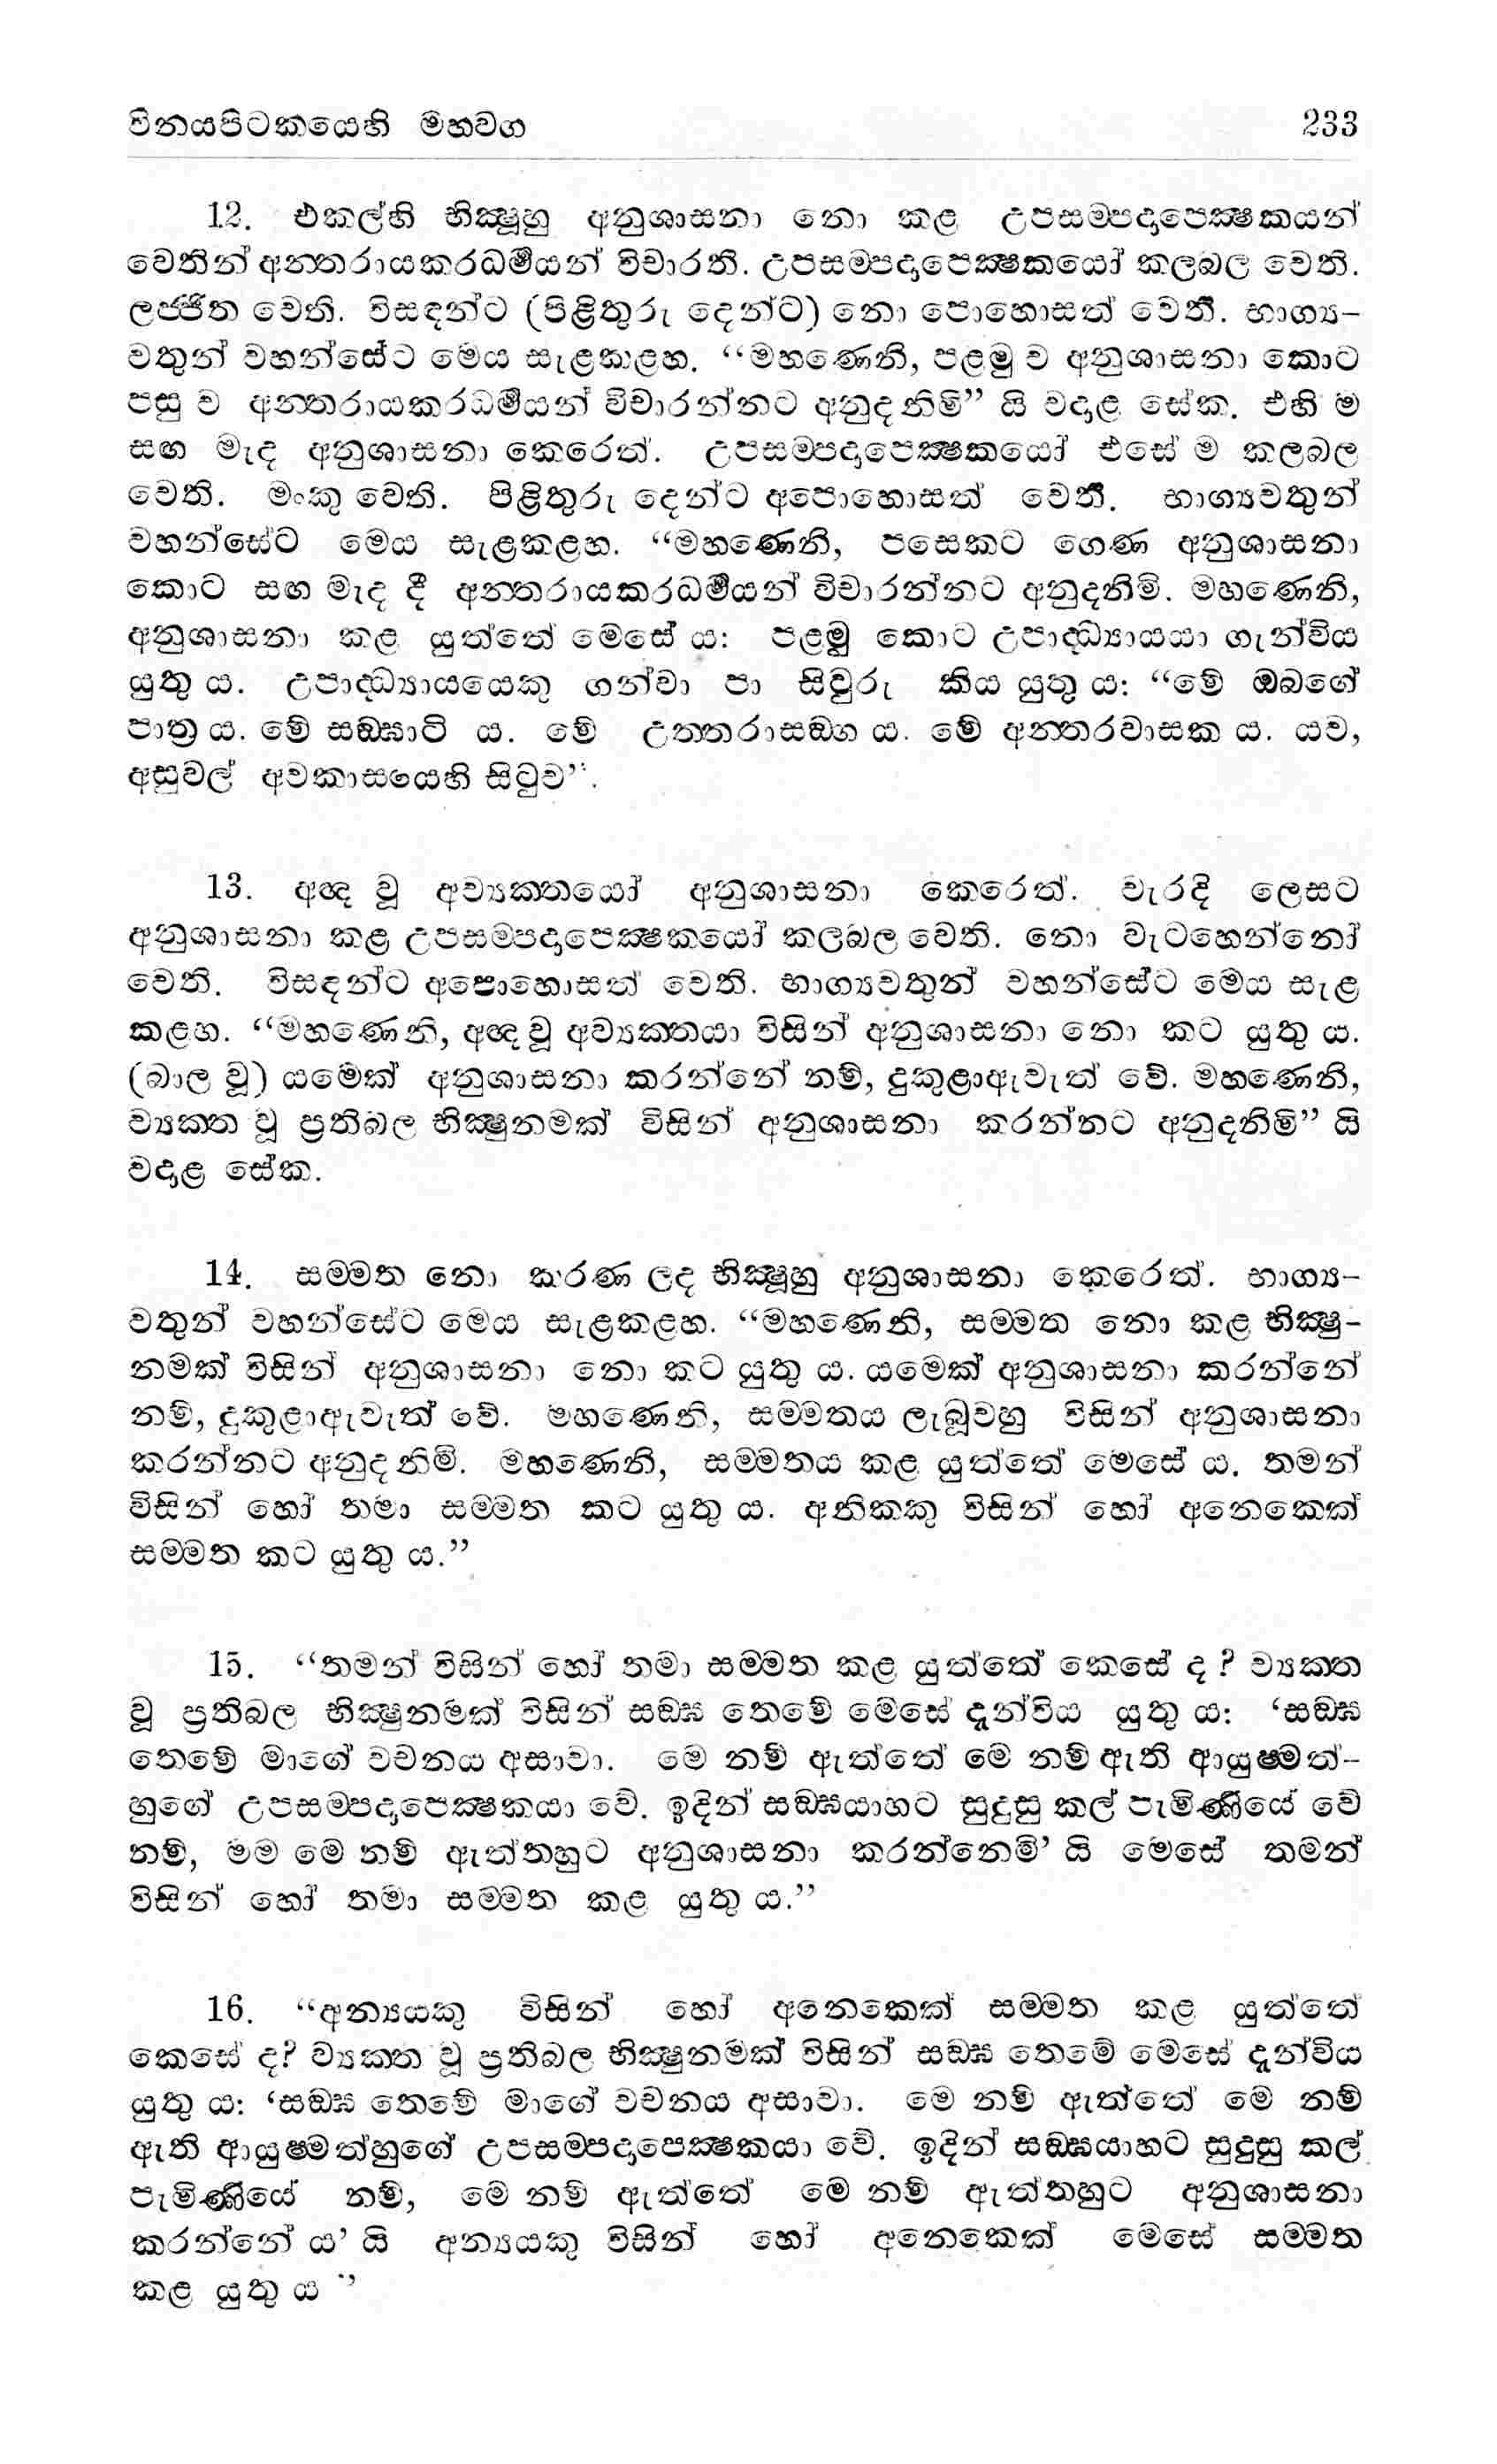 විනයපිටකයෙහි මහවග 233
12. එකල්හි භික්‍ෂූහු අනුශාසනා නො කළ උපසම්පදාපෙක්‍ෂකයන්
වෙතින් අන්තරායකරධර්මයන් විචාරති. උපසම්පදාපෙක්‍ෂකයෝ කලබල වෙති.
ලජ්ජිත වෙති. විසඳන්ට (පිළිතුරු දෙන්ට) නො පොහොසත් වෙති. භාග්‍ය-
වතුන් වහන්සේට මෙය සැළකළහ. “මහණෙනි, පළමු ව අනුශාසනා කොට
පසු ව අන්තරායකරධර්මයන් විචාරන්නට අනුදනිමි” යි වදාළ සේක. එහි ම
සඟ මැද අනුශාසනා කෙරෙත්. උපසම්පදාපෙක්‍ෂකයෝ එසේ ම කලබල
වෙති. මංකු වෙති. පිළිතුරු දෙන්ට අපොහොසත් වෙති. භාග්‍යවතුන්
වහන්සේට මෙය සැළකළහ. “මහණෙනි, පසෙකට ගෙණ අනුශාසනා
කොට සඟ මැද දී අන්තරායකරධර්මයන් විචාරන්නට අනුදනිමි. මහණෙනි,
අනුශාසනා කළ යුත්තේ මෙසේ ය: පළමු කොට උපාද්ධ්‍යායයා ගැන්විය
යුතු ය. උපාද්ධ්‍යායයෙකු ගන්වා පා සිවුරු කිය යුතු ය: “මේ ඔබගේ
පාත්‍ර ය. මේ සඞ්ඝාටි ය. මේ උත්තරාසඞ්ග ය. මේ අන්තරවාසක ය. යව,
අසුවල් අවකාසයෙහි සිටුව”.
13. අඥ වූ අව්‍යක්තයෝ අනුශාසනා කෙරෙත්. වැරදි ලෙසට
අනුශාසනා කළ උපසම්පදාපෙක්‍ෂකයෝ කලබල වෙති. නො වැටහෙන්නෝ
වෙති. විසඳන්ට අපොහොසත් වෙති. භාග්‍යවතුන් වහන්සේට මෙය සැළ
කළහ. “මහණෙනි, අඥ වූ අව්‍යක්තයා විසින් අනුශාසනා නො කට යුතු ය.
(බාල වූ) යමෙක් අනුශාසනා කරන්නේ නම්, දුකුළාඇවැත් වේ. මහණෙනි,
ව්‍යක්ත වූ ප්‍රතිබල භික්‍ෂුනමක් විසින් අනුශාසනා කරන්නට අනුදනිමි” යි
වදාළ සේක.
14. සම්මත නො කරණ ලද භික්‍ෂූහු අනුශාසනා කෙරෙත්. භාග්‍ය-
වතුන් වහන්සේට මෙය සැළකළහ. “මහණෙනි, සම්මත නො කළ භික්‍ෂු-
නමක් විසින් අනුශාසනා නො කට යුතු ය. යමෙක් අනුශාසනා කරන්නේ
නම්, දුකුළාඇවැත් වේ. මහණෙනි, සම්මතය ලැබූවහු විසින් අනුශාසනා
කරන්නට අනුදනිමි. මහණෙනි, සම්මතය කළ යුත්තේ මෙසේ ය. තමන්
විසින් හෝ තමා සම්මත කට යුතු ය. අනිකකු විසින් හෝ අනෙකෙක්
සම්මත කට යුතු ය.”
15. “තමන් විසින් හෝ තමා සම්මත කළ යුත්තේ කෙසේ ද? ව්‍යක්ත
වූ ප්‍රතිබල භික්‍ෂුනමක් විසින් සඞ්ඝ තෙමේ මෙසේ දැන්විය යුතු ය: ‘සඞ්ඝ
තෙමේ මාගේ වචනය අසාවා. මෙ නම් ඇත්තේ මෙ නම් ඇති ආයුෂ්මත්-
හුගේ උපසම්පදාපෙක්‍ෂකයා වේ. ඉදින් සඞ්ඝයාහට සුදුසු කල් පැමිණියේ වේ
නම්, මම මෙ නම් ඇත්තහුට අනුශාසනා කරන්නෙමි’ යි මෙසේ තමන්
විසින් හෝ තමා සම්මත කළ යුතු ය.”
16. “අන්‍යයකු විසින් හෝ අනෙකෙක් සම්මත කළ යුත්තේ
කෙසේ ද? ව්‍යක්ත වූ ප්‍රතිබල භික්‍ෂුනමක් විසින් සඞ්ඝ තෙමේ මෙසේ දැන්විය
යුතු ය: ‘සඞ්ඝ තෙමේ මාගේ වචනය අසාවා. මෙ නම් ඇත්තේ මෙ නම්
ඇති ආයුෂ්මත්හුගේ උපසම්පදාපෙක්‍ෂකයා වේ. ඉදින් සඞ්ඝයාහට සුදුසු කල්
පැමිණියේ නම්, මෙ නම් ඇත්තේ මෙ නම් ඇත්තහුට අනුශාසනා
කරන්නේ ය’ යි අන්‍යයකු විසින් හෝ අනෙකෙක් මෙසේ සම්මත
කළ යුතු ය”